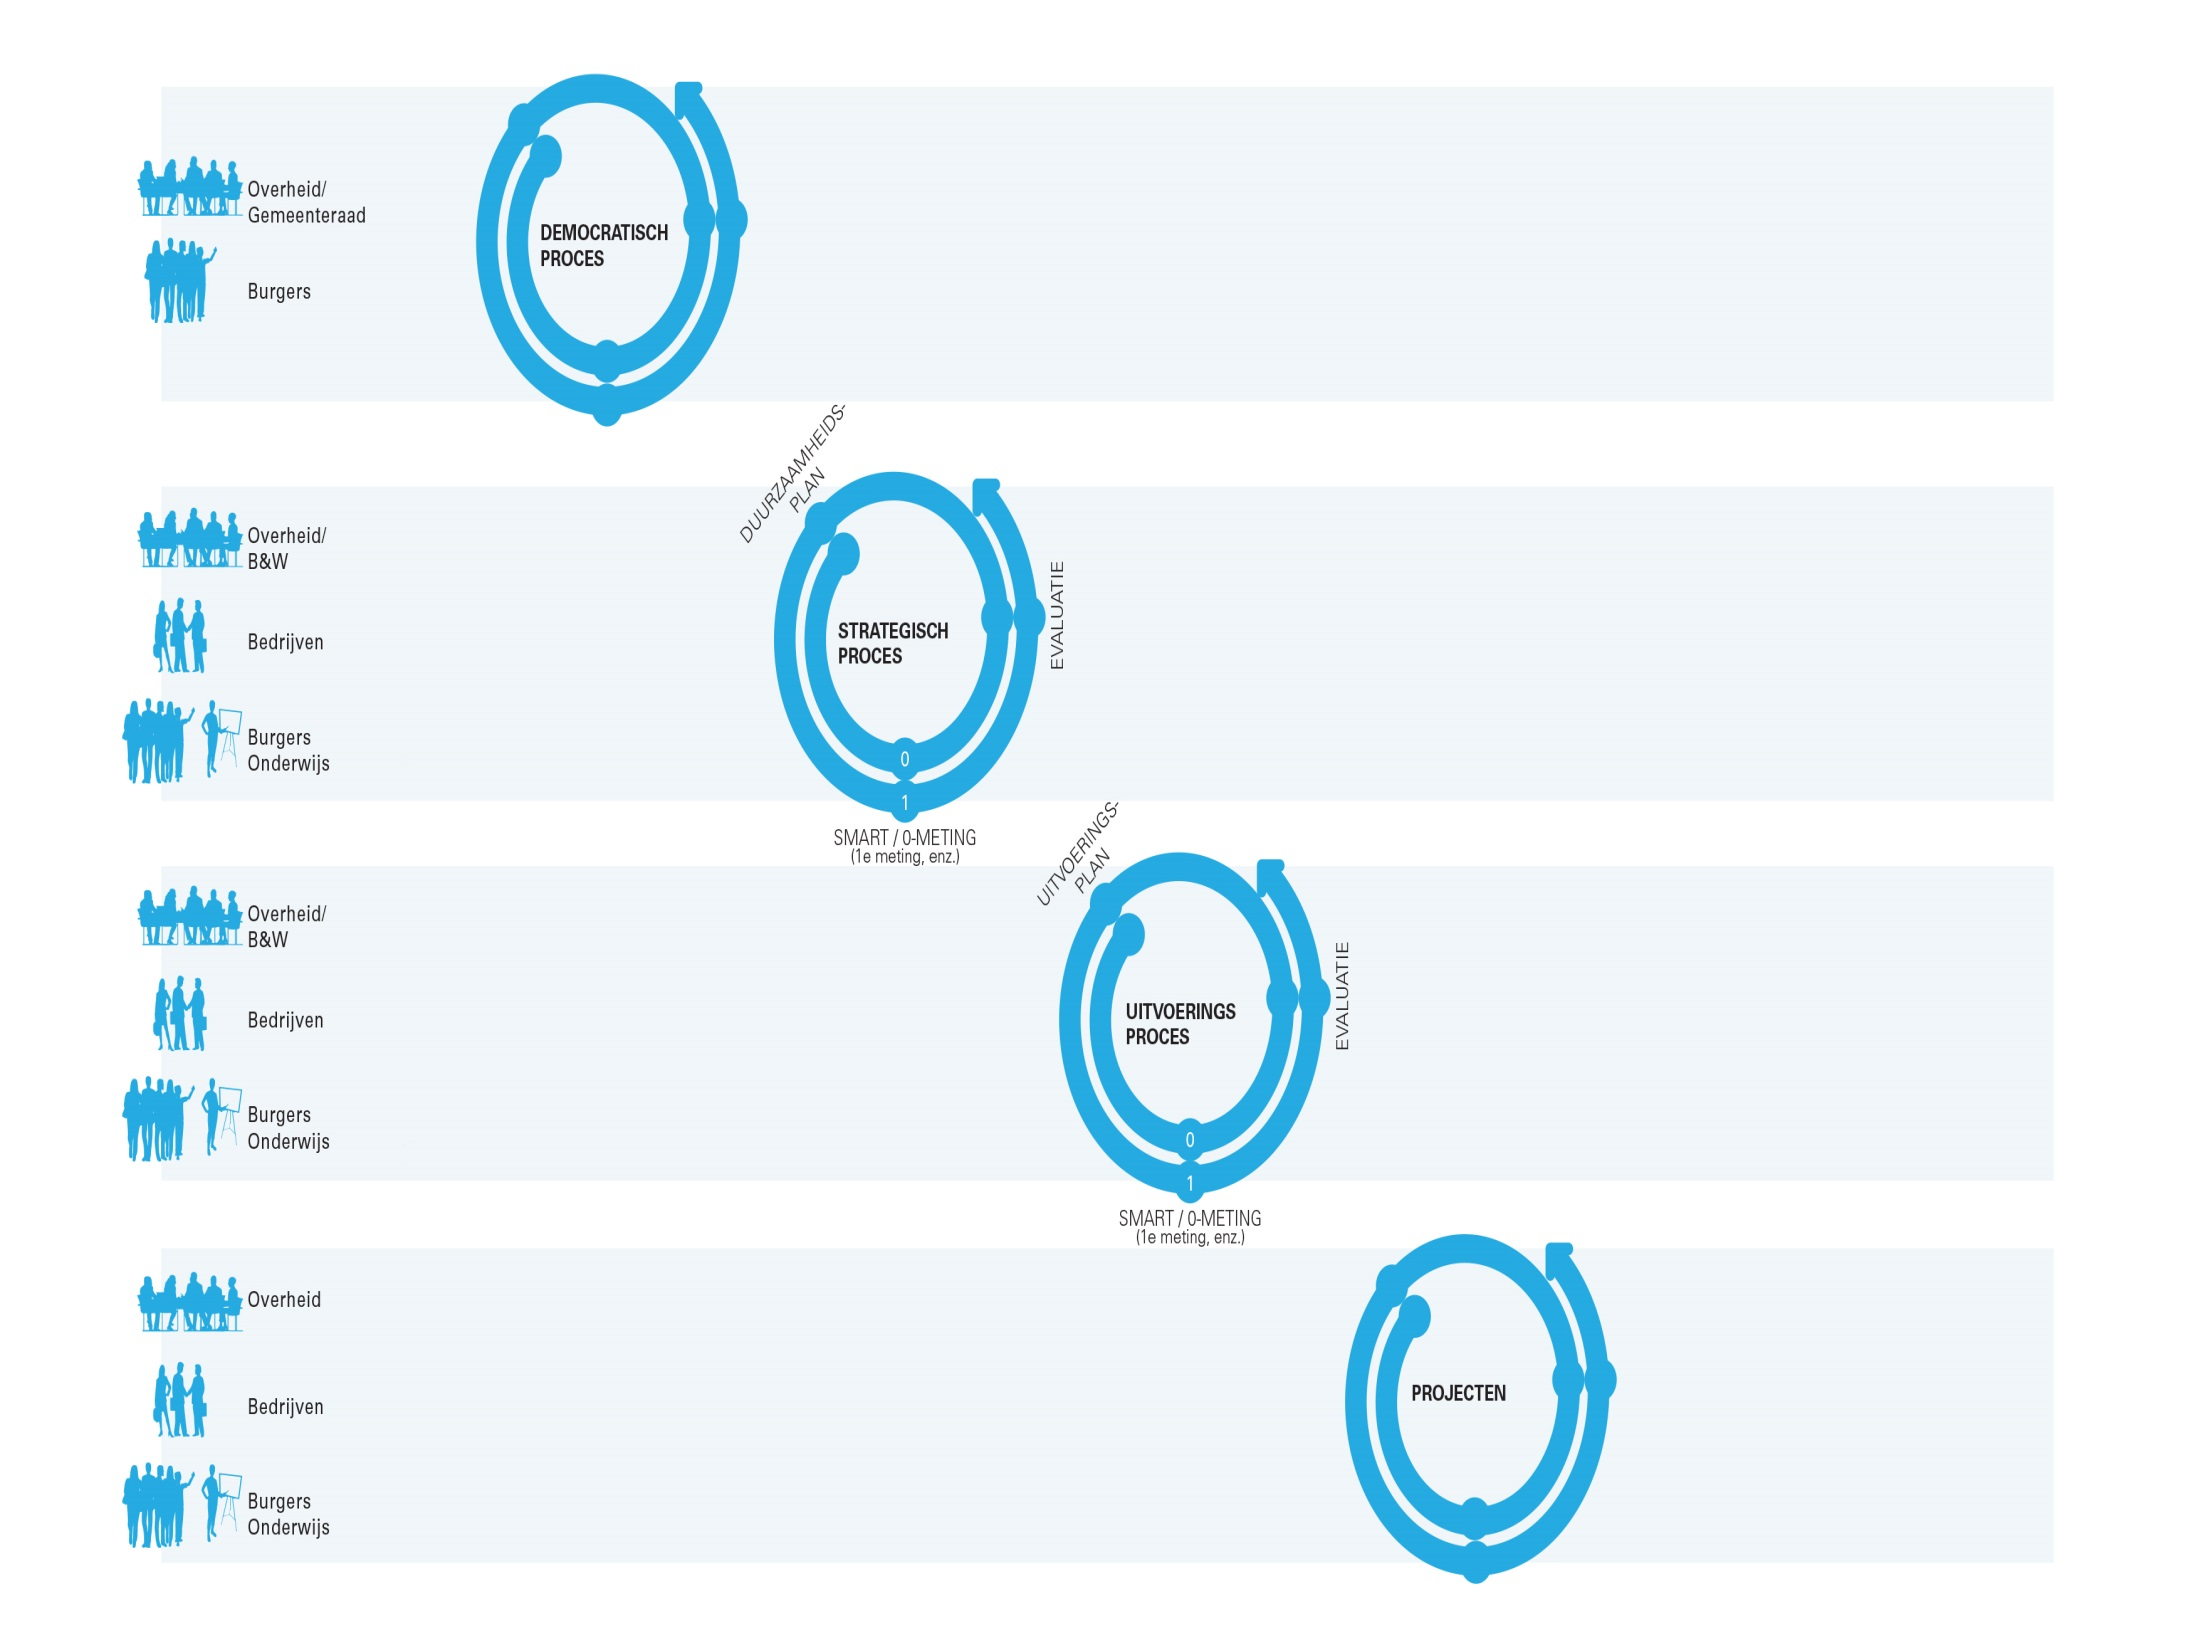 Overheid/
Gemeenteraad
Burgers
DEMOCRATISCH
PROCES
DUURZAAMHEIDS-
PLAN
Overheid/
B&W
Bedrijven
Burgers
Onderwijs
STRATEGISCH
PROCES
EVALUATIE
0
1
SMART / 0-METING
(1e meting, enz.)
UITVOERINGS-
PLAN
Overheid/
B&W
Bedrijven
Burgers
Onderwijs
UITVOERINGS
PROCES
EVALUATIE
0
1
SMART / 0-METING
(1e meting, enz.)
Overheid
Bedrijven
Burgers
Onderwijs
PROJECTEN